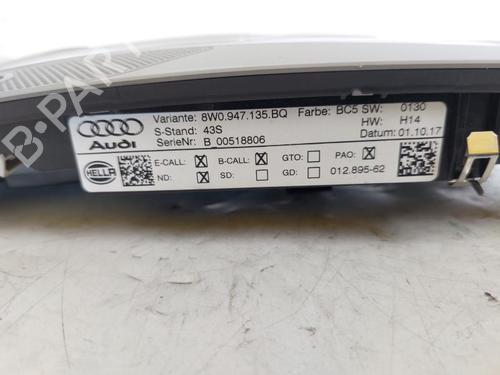 B-PART
Variante: 8W0.947.135.BQ Farbe: BC5 SW: 0130
S-Stand: 43S HW: H14
SerieNr: B 00518806 Datum: 01.10.17
Audi
E-CALL: X B-CALL: X GTO: PAO: X
HELLA ND: X SD: GD: 012.895-62